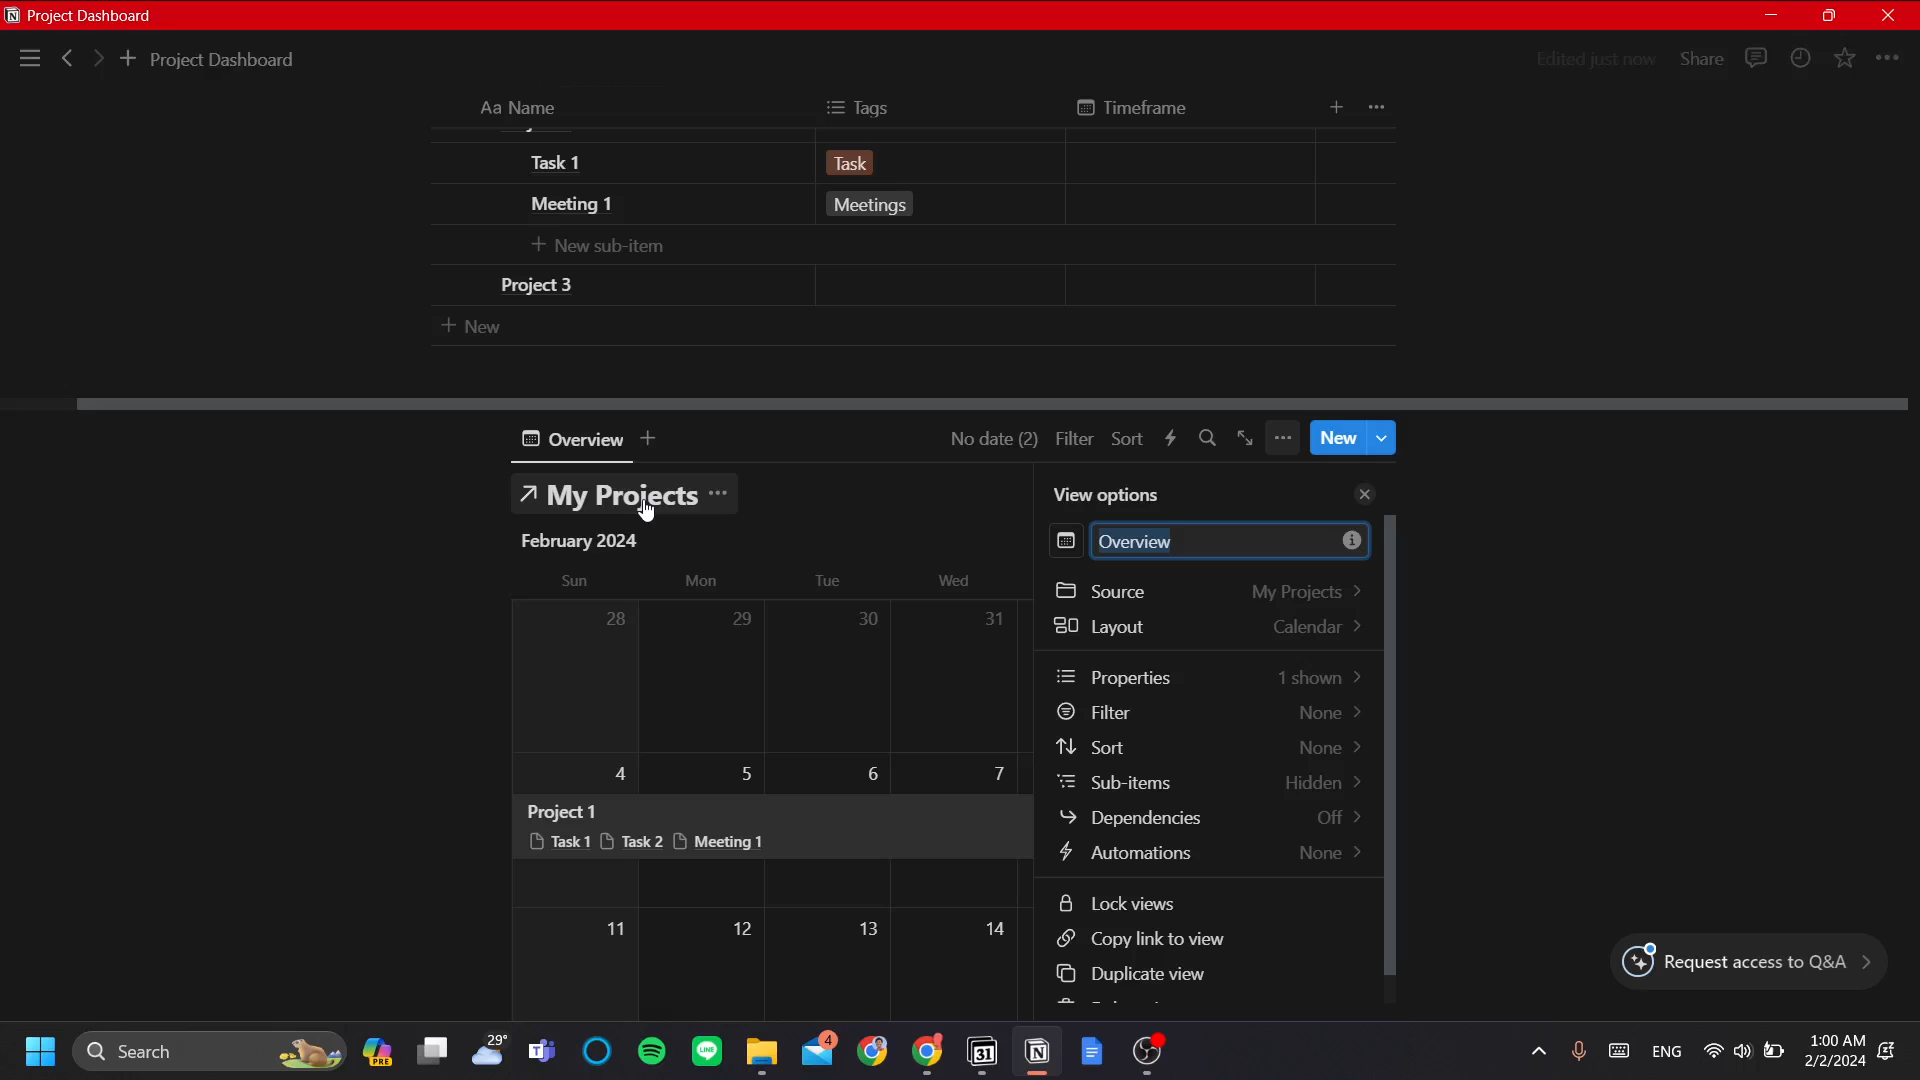 Project Dashboard
Project Dashboard
Edited just now Share
Aa Name Tags Timeframe
Task 1 Task
Meeting 1 Meetings
+ New sub-item
Project 3
+ New
Overview + No date (2) Filter Sort New
My Projects
View options
February 2024
Overview
Sun Mon Tue Wed
Source My Projects
28 29 30 31
Layout Calendar
Properties 1 shown
Filter None
Sort None
4 5 6 7
Sub-items Hidden
Project 1
Dependencies Off
Task 1 Task 2 Meeting 1
Automations None
Lock views
11 12 13 14
Copy link to view
Duplicate view
Request access to Q&A
Search
PRE
29°
LINE
4
31
ENG
1:00 AM
2/2/2024